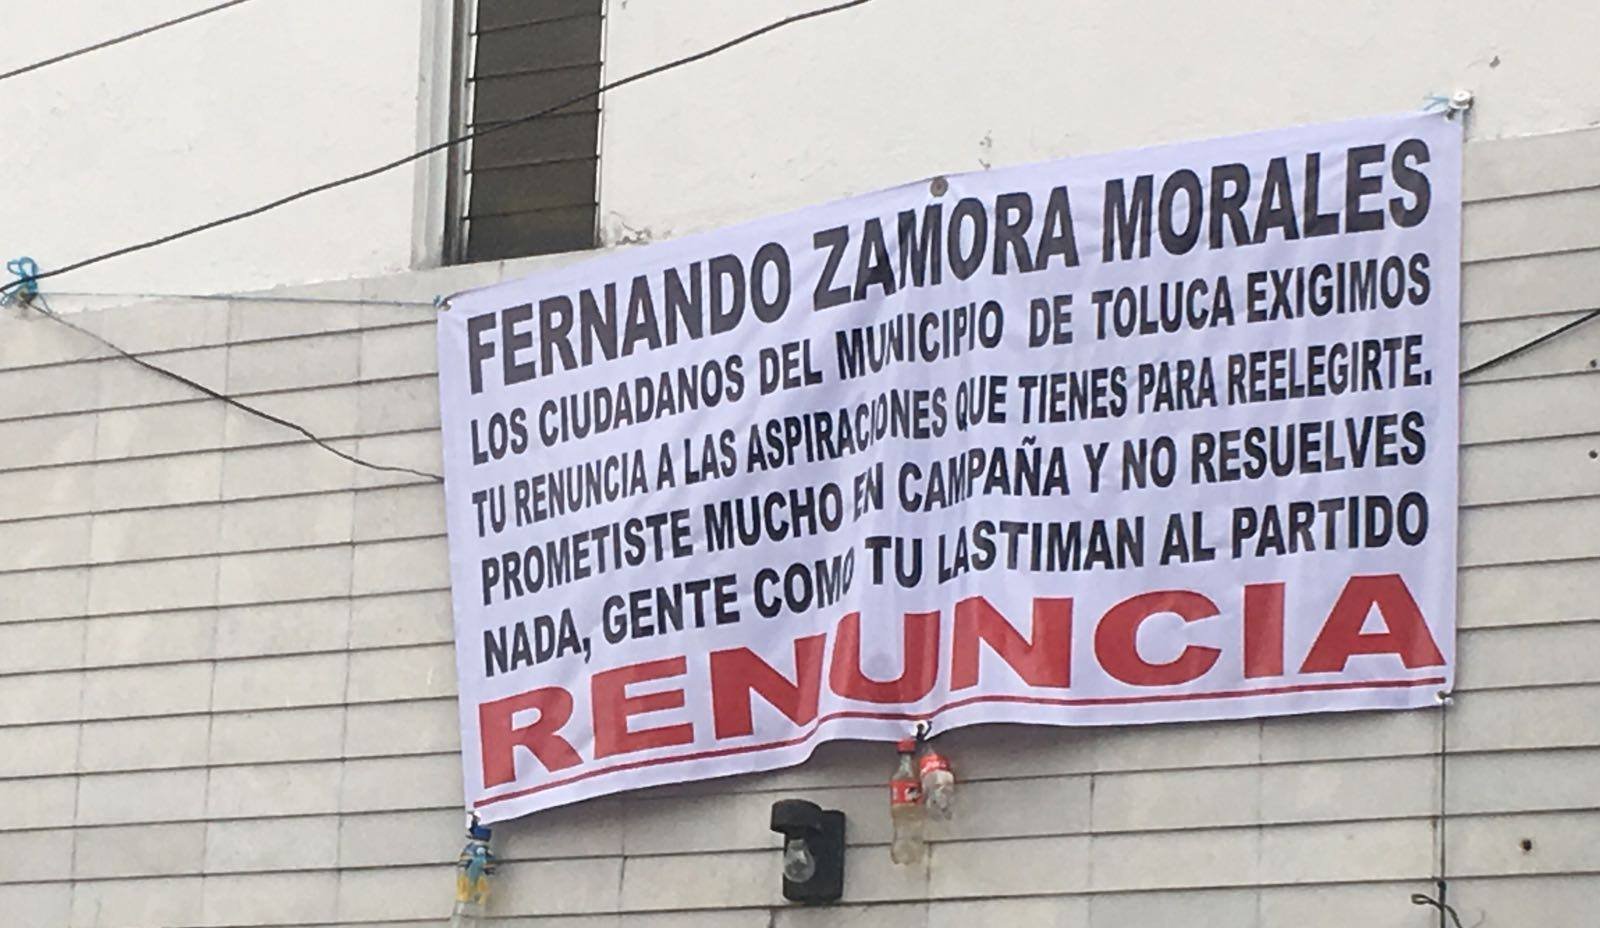 FERNANDO ZAMORA MORALES
LOS CIUDADANOS DEL MUNICIPIO DE TOLUCA EXIGIMOS
TU RENUNCIA A LAS ASPIRACIONES QUE TIENES PARA REELEGIRTE.
PROMETISTE MUCHO EN CAMPAÑA Y NO RESUELVES
NADA, GENTE COMO TU LASTIMAN AL PARTIDO
RENUNCIA